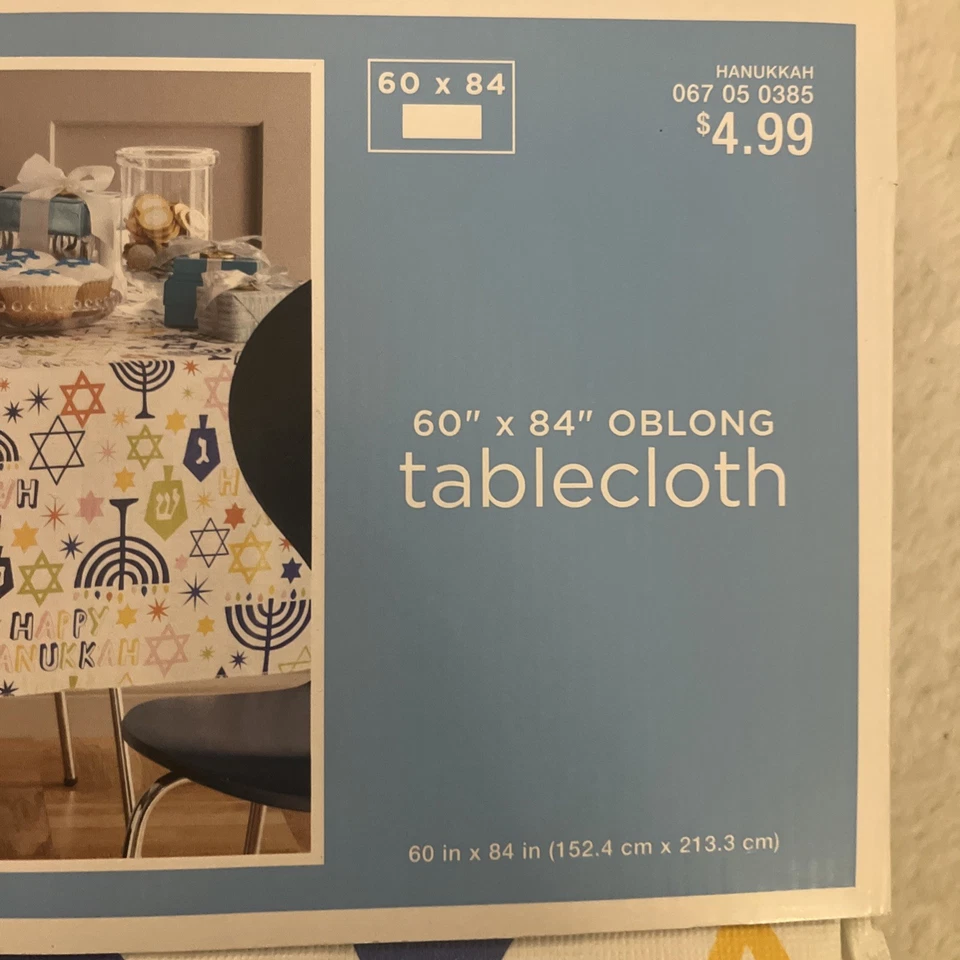 60 x 84
HANUKKAH
067 05 0385
$4.99
60" x 84" OBLONG
tablecloth
60 in x 84 in (152.4 cm x 213.3 cm)
ג
H
H
ש
HAPPY
ANUKKAH